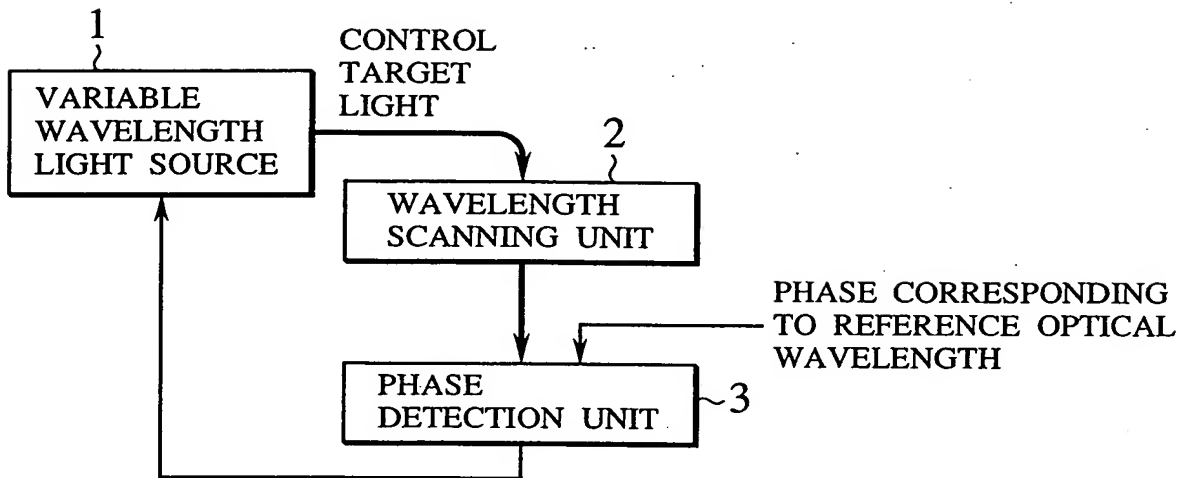 1
VARIABLE
WAVELENGTH
LIGHT SOURCE
CONTROL
TARGET
LIGHT
2
WAVELENGTH
SCANNING UNIT
PHASE CORRESPONDING
TO REFERENCE OPTICAL
WAVELENGTH
PHASE
DETECTION UNIT
3